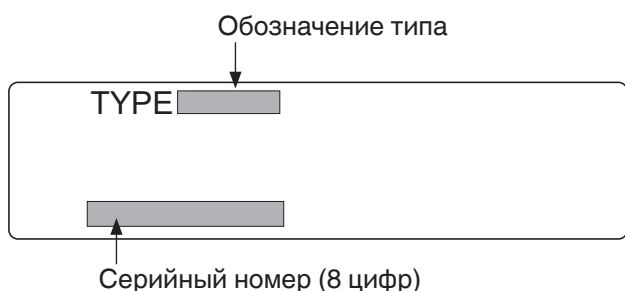 Обозначение типа
TYPE
Серийный номер (8 цифр)